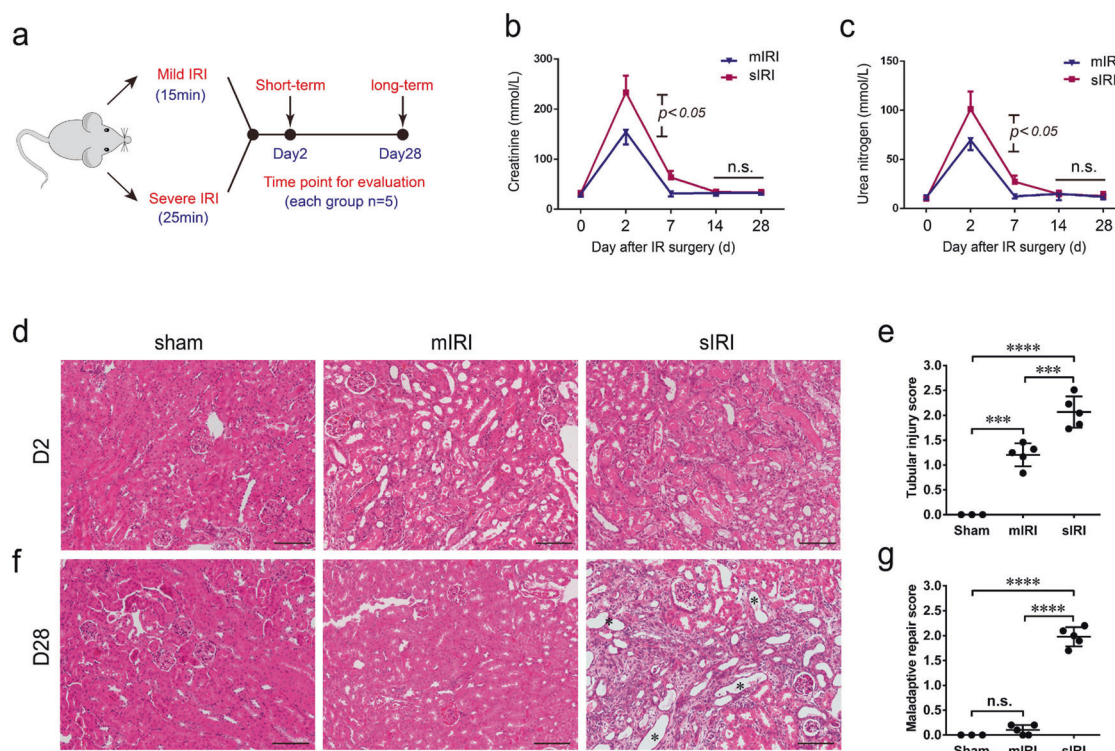 a
Mild IRI
(15min)
Severe IRI
(25min)
Short-term
long-term
Day2
Day28
Time point for evaluation
(each group n=5)
b
Creatinine (mmol/L)
300
200
100
0
mIRI
sIRI
p<0.05
n.s.
0 2 7 14 28
Day after IR surgery (d)
c
Urea nitrogen (mmol/L)
150
100
50
0
mIRI
sIRI
p<0.05
n.s.
0 2 7 14 28
Day after IR surgery (d)
d
sham
mIRI
sIRI
D2
e
Tubular injury score
3.0
2.5
2.0
1.5
1.0
0.5
0.0
****
***
***
Sham mIRI sIRI
f
D28
*
*
*
*
g
Maladaptive repair score
3.0
2.5
2.0
1.5
1.0
0.5
0.0
****
****
n.s.
Sham mIRI sIRI